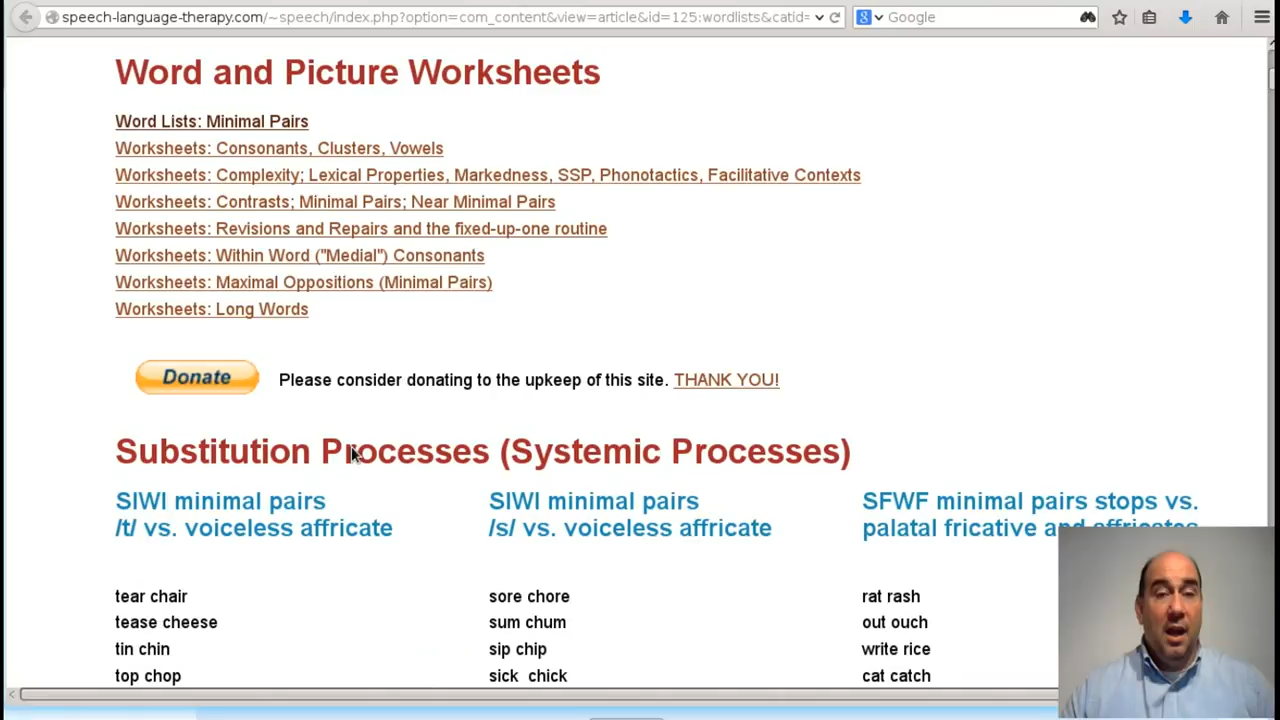 speech-language-therapy.com/~speech/index.php?option=com_content&view=article&id=125:wordlists&catid=
Google
Word and Picture Worksheets
Word Lists: Minimal Pairs
Worksheets: Consonants, Clusters, Vowels
Worksheets: Complexity; Lexical Properties, Markedness, SSP, Phonotactics, Facilitative Contexts
Worksheets: Contrasts; Minimal Pairs; Near Minimal Pairs
Worksheets: Revisions and Repairs and the fixed-up-one routine
Worksheets: Within Word ("Medial") Consonants
Worksheets: Maximal Oppositions (Minimal Pairs)
Worksheets: Long Words
Donate Please consider donating to the upkeep of this site. THANK YOU!
Substitution Processes (Systemic Processes)
SIWI minimal pairs
/t/ vs. voiceless affricate
tear chair
tease cheese
tin chin
top chop
SIWI minimal pairs
/s/ vs. voiceless affricate
sore chore
sum chum
sip chip
sick chick
SFWF minimal pairs stops vs.
palatal fricative and affricates
rat rash
out ouch
write rice
cat catch